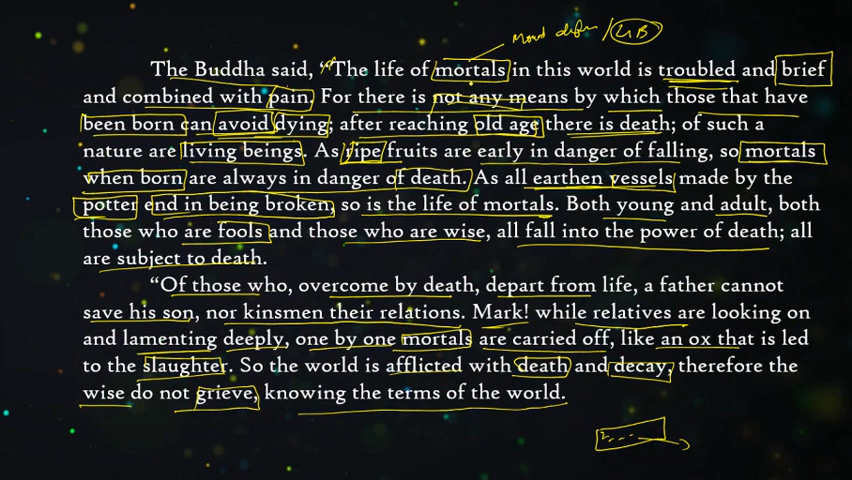 The Buddha said, “The life of mortals in this world is troubled and brief
and combined with pain. For there is not any means by which those that have
been born can avoid dying; after reaching old age there is death; of such a
nature are living beings. As ripe fruits are early in danger of falling, so mortals
when born are always in danger of death. As all earthen vessels made by the
potter end in being broken, so is the life of mortals. Both young and adult, both
those who are fools and those who are wise, all fall into the power of death; all
are subject to death.
“Of those who, overcome by death, depart from life, a father cannot
save his son, nor kinsmen their relations. Mark! while relatives are looking on
and lamenting deeply, one by one mortals are carried off, like an ox that is led
to the slaughter. So the world is afflicted with death and decay, therefore the
wise do not grieve, knowing the terms of the world.